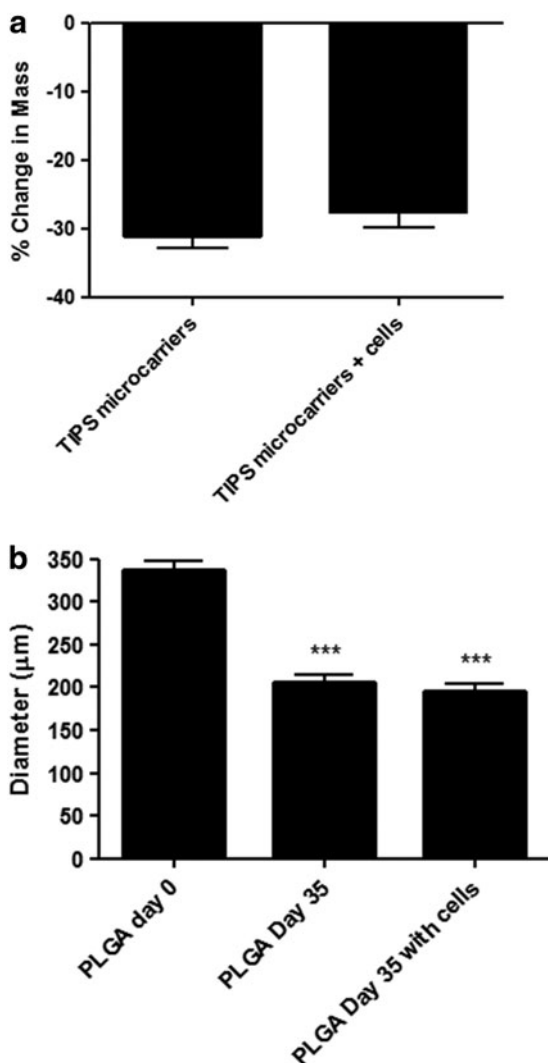 a
% Change in Mass
0
-10
-20
-30
-40
TIPS microcarriers
TIPS microcarriers + cells
b
Diameter (µm)
350
300
250
200
150
100
50
0
***
***
PLGA day 0
PLGA Day 35
PLGA Day 35 with cells